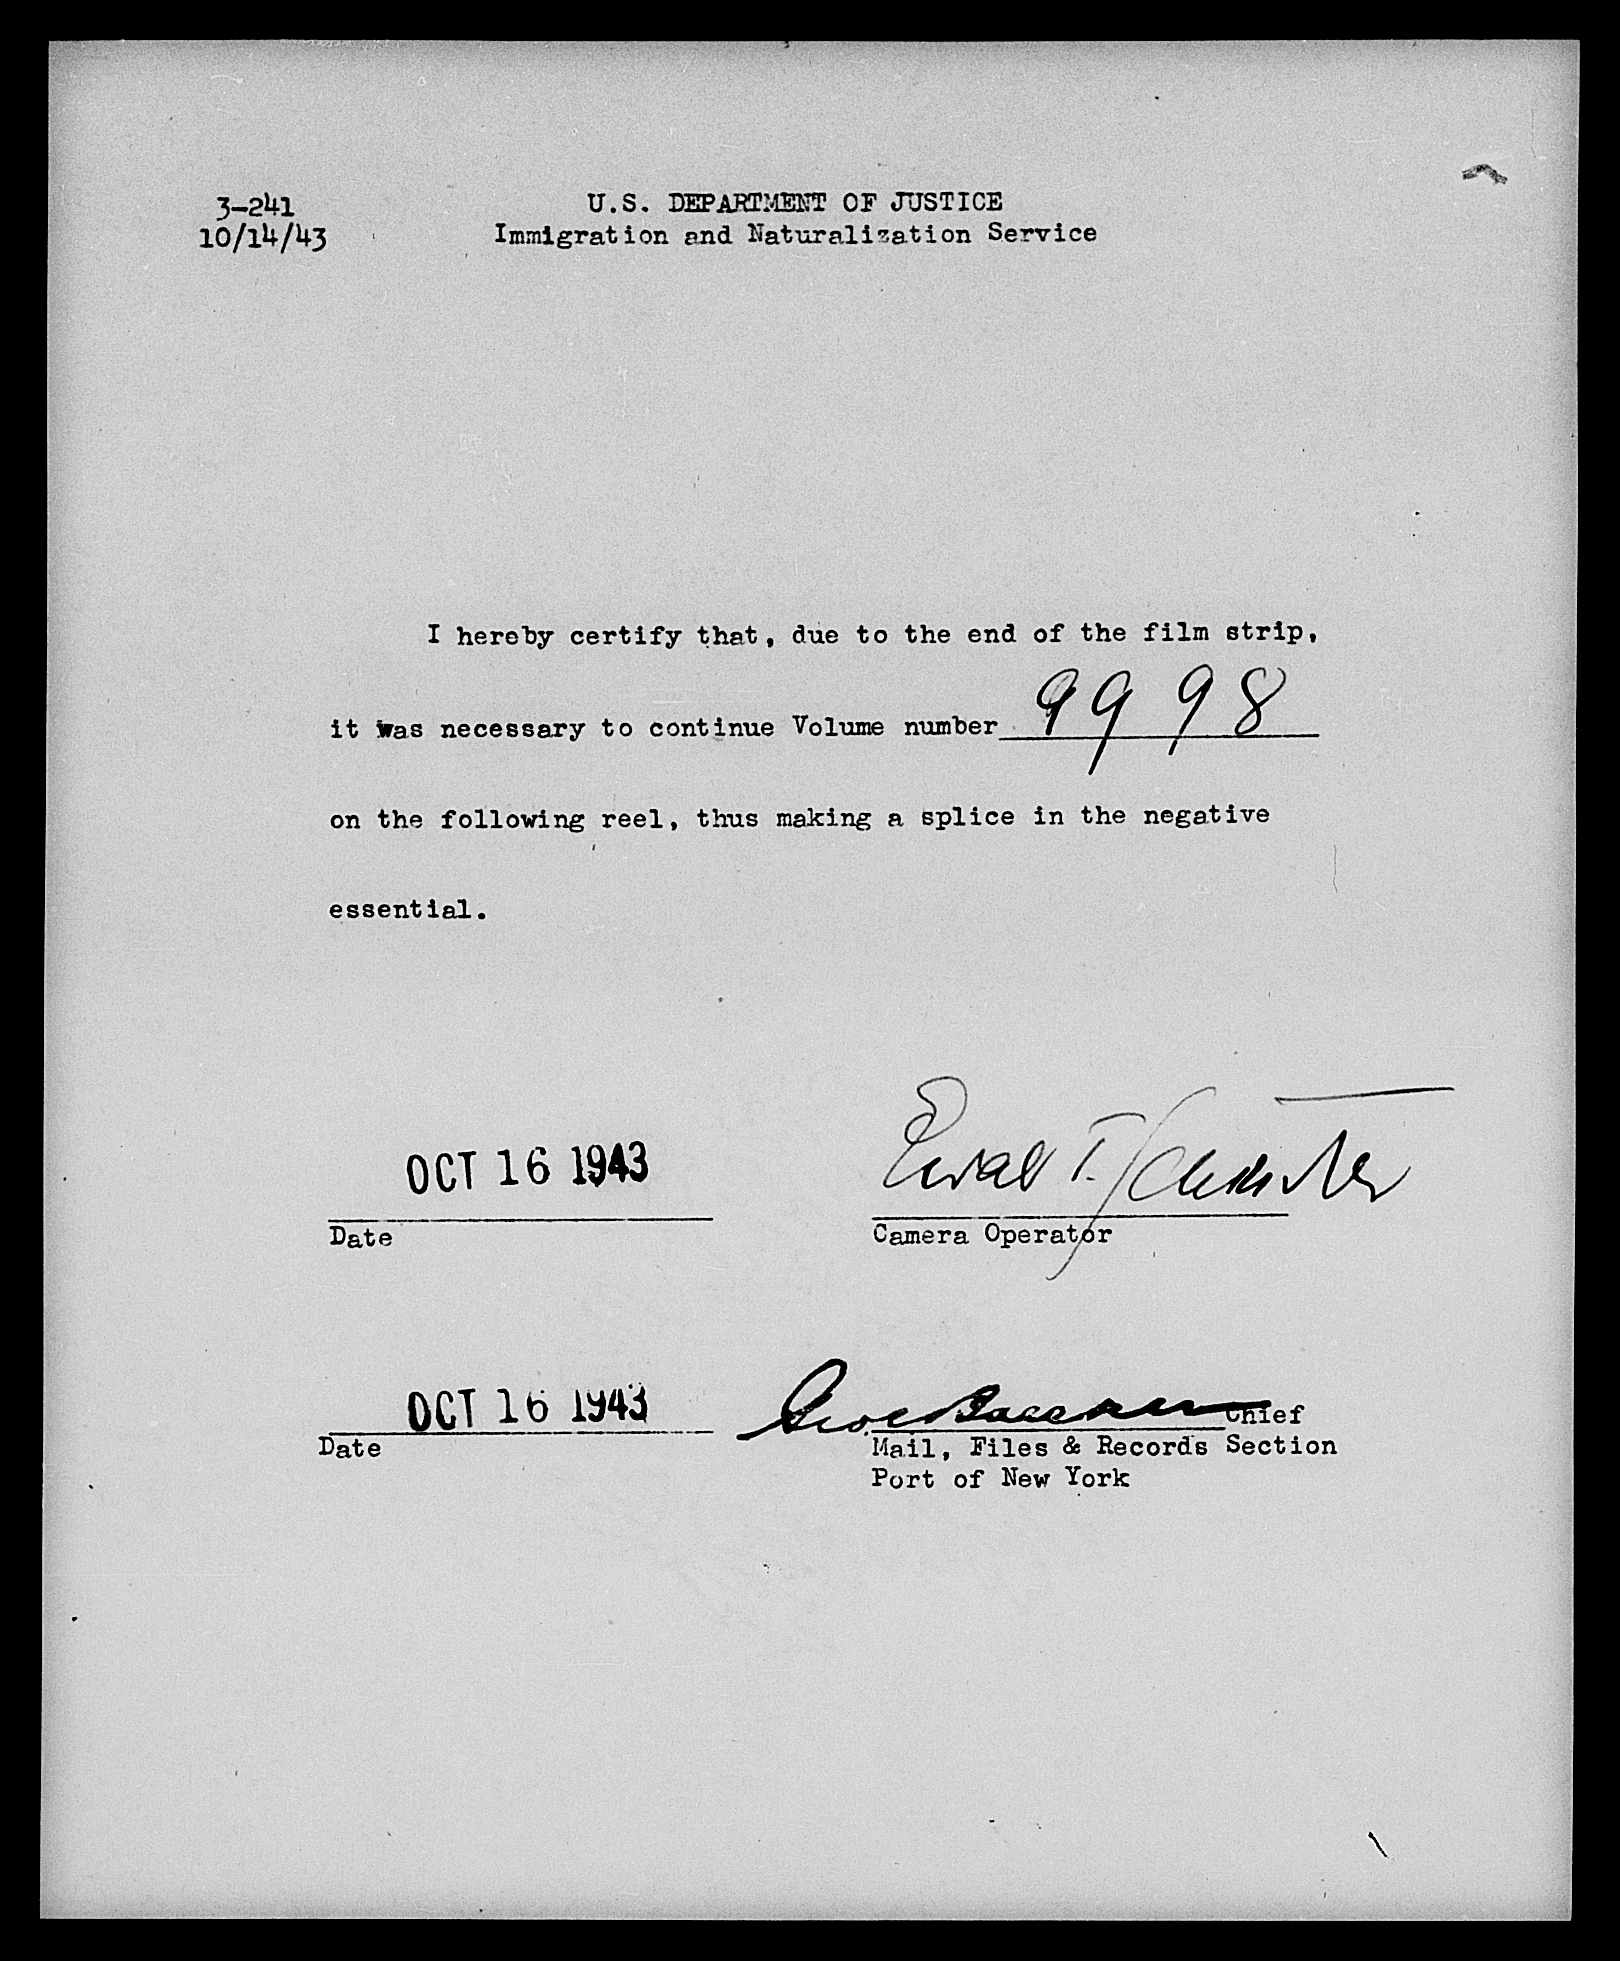 3-241
10/14/43
U.S. DEPARTMENT OF JUSTICE
Immigration and Naturalization Service
I hereby certify that, due to the end of the film strip,
it was necessary to continue Volume number 9998
on the following reel, thus making a splice in the negative
essential.
OCT 16 1943
Date
Camera Operator
OCT 16 1943
Chief
Date
Mail, Files & Records Section
Port of New York